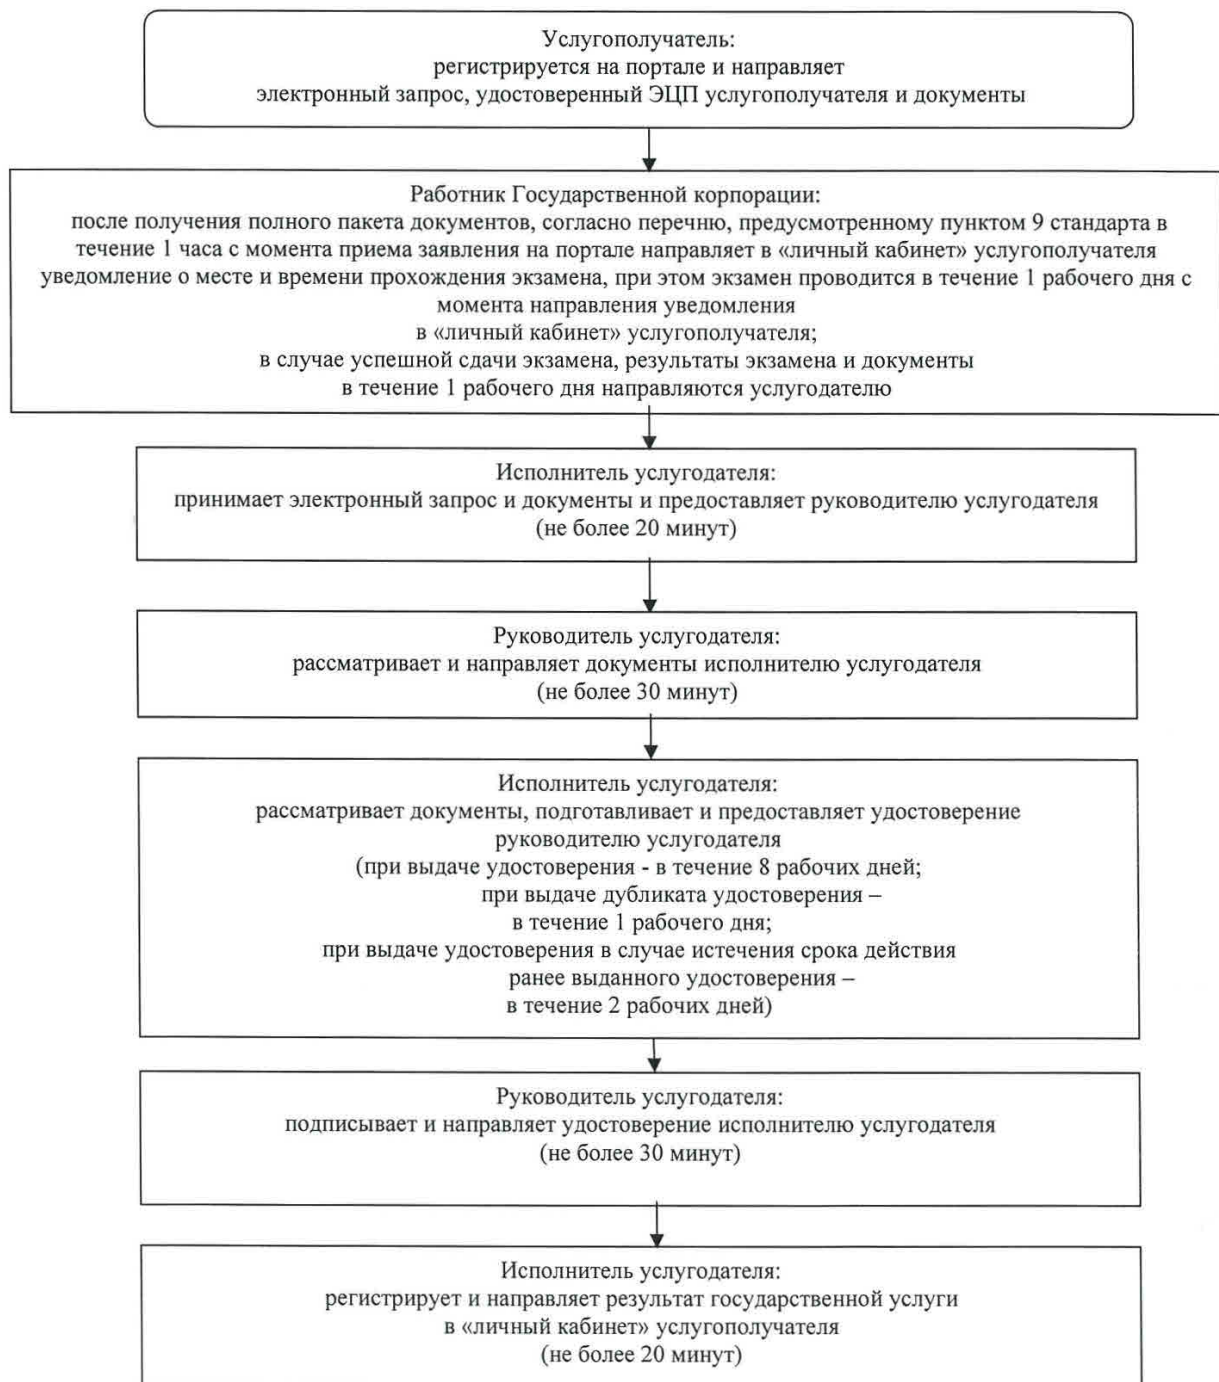 Услугополучатель:
регистрируется на портале и направляет
электронный запрос, удостоверенный ЭЦП услугополучателя и документы
Работник Государственной корпорации:
после получения полного пакета документов, согласно перечню, предусмотренному пунктом 9 стандарта в
течение 1 часа с момента приема заявления на портале направляет в «личный кабинет» услугополучателя
уведомление о месте и времени прохождения экзамена, при этом экзамен проводится в течение 1 рабочего дня с
момента направления уведомления
в «личный кабинет» услугополучателя;
в случае успешной сдачи экзамена, результаты экзамена и документы
в течение 1 рабочего дня направляются услугодателю
Исполнитель услугодателя:
принимает электронный запрос и документы и предоставляет руководителю услугодателя
(не более 20 минут)
Руководитель услугодателя:
рассматривает и направляет документы исполнителю услугодателя
(не более 30 минут)
Исполнитель услугодателя:
рассматривает документы, подготавливает и предоставляет удостоверение
руководителю услугодателя
(при выдаче удостоверения - в течение 8 рабочих дней;
при выдаче дубликата удостоверения –
в течение 1 рабочего дня;
при выдаче удостоверения в случае истечения срока действия
ранее выданного удостоверения –
в течение 2 рабочих дней)
Руководитель услугодателя:
подписывает и направляет удостоверение исполнителю услугодателя
(не более 30 минут)
Исполнитель услугодателя:
регистрирует и направляет результат государственной услуги
в «личный кабинет» услугополучателя
(не более 20 минут)